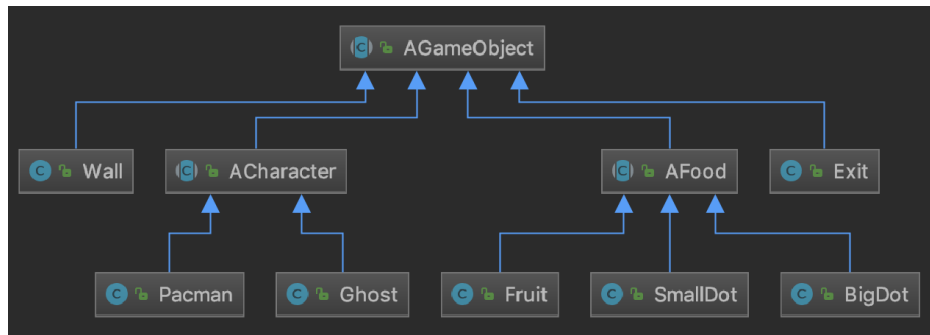 C AGameObject
C Wall
C ACharacter
C AFood
C Exit
C Pacman
C Ghost
C Fruit
C SmallDot
C BigDot